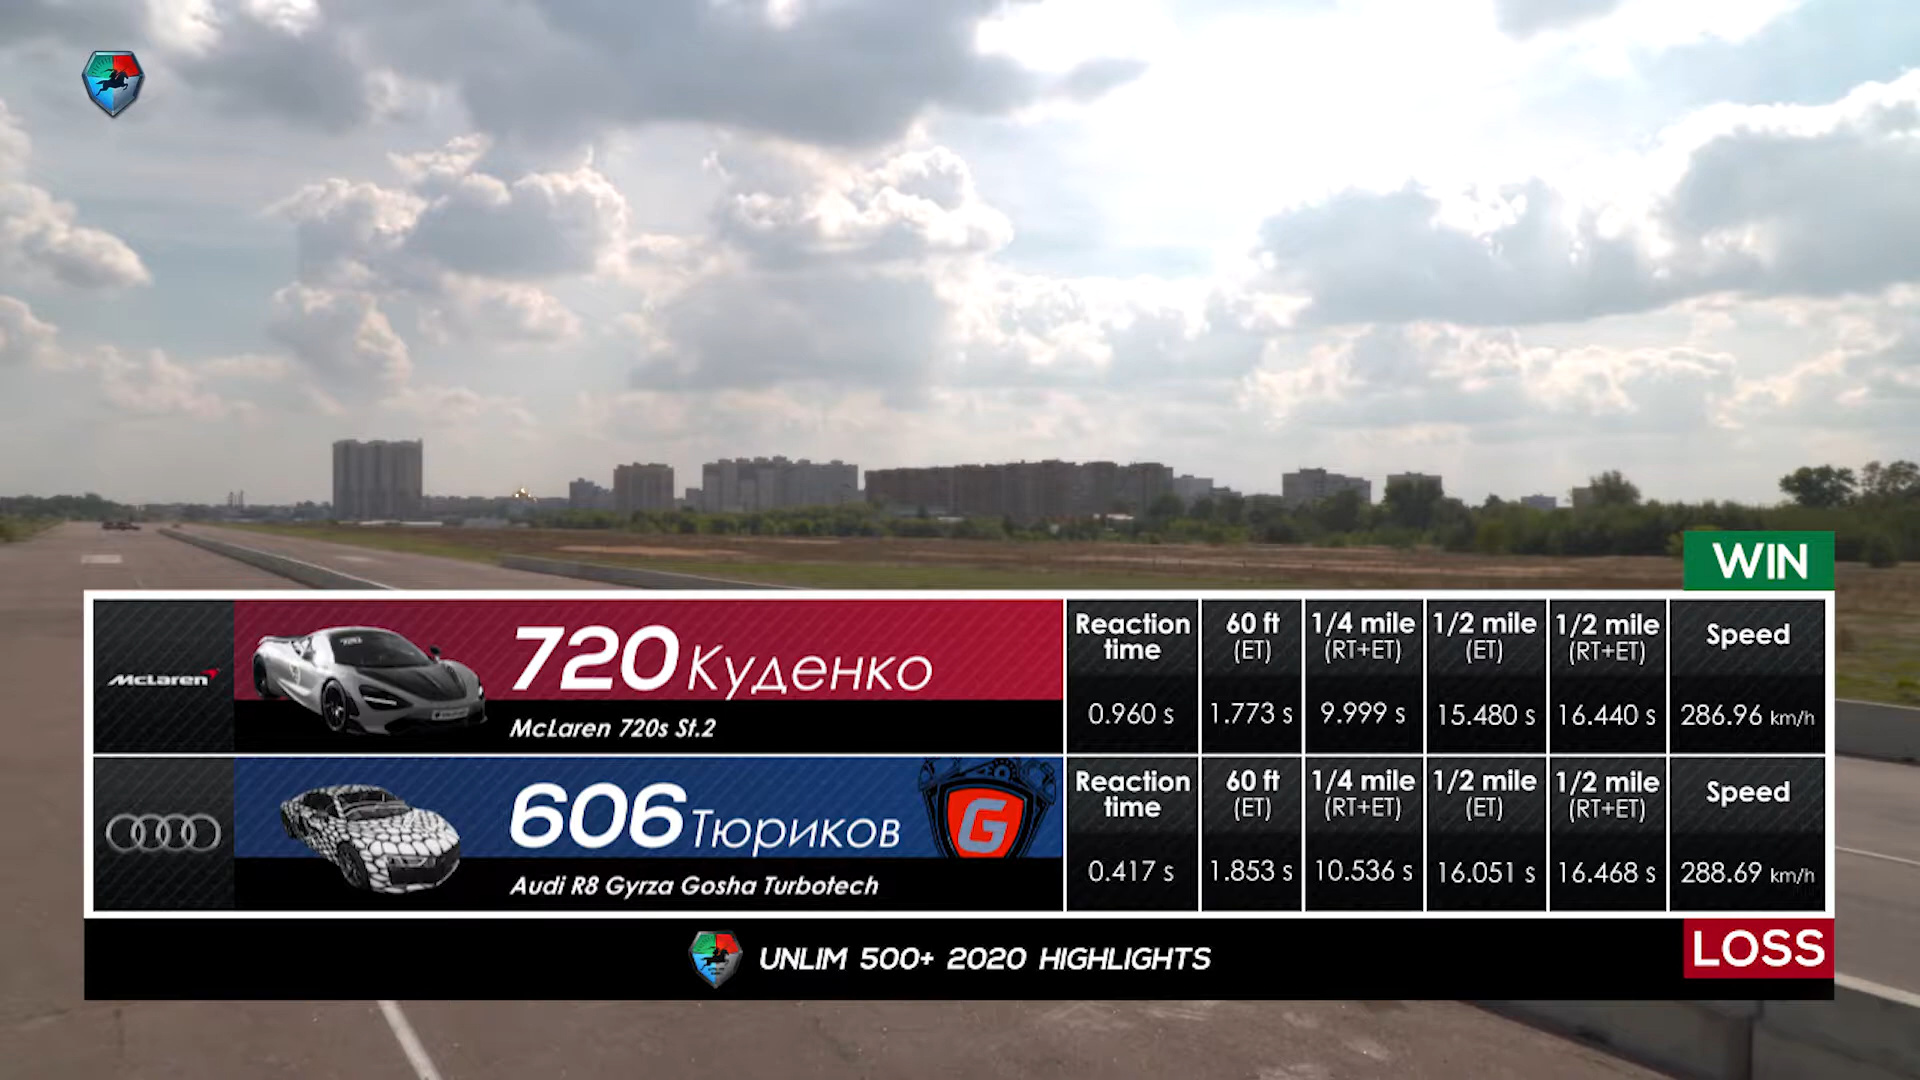 WIN
McLaren
720 Куденко
McLaren 720s St.2
Reaction time
0.960 s
60 ft (ET)
1.773 s
1/4 mile (RT+ET)
9.999 s
1/2 mile (ET)
15.480 s
1/2 mile (RT+ET)
16.440 s
Speed
286.96 km/h
606 Тюриков
G
Audi R8 Gyrza Gosha Turbotech
Reaction time
0.417 s
60 ft (ET)
1.853 s
1/4 mile (RT+ET)
10.536 s
1/2 mile (ET)
16.051 s
1/2 mile (RT+ET)
16.468 s
Speed
288.69 km/h
UNLIM 500+ 2020 HIGHLIGHTS
LOSS